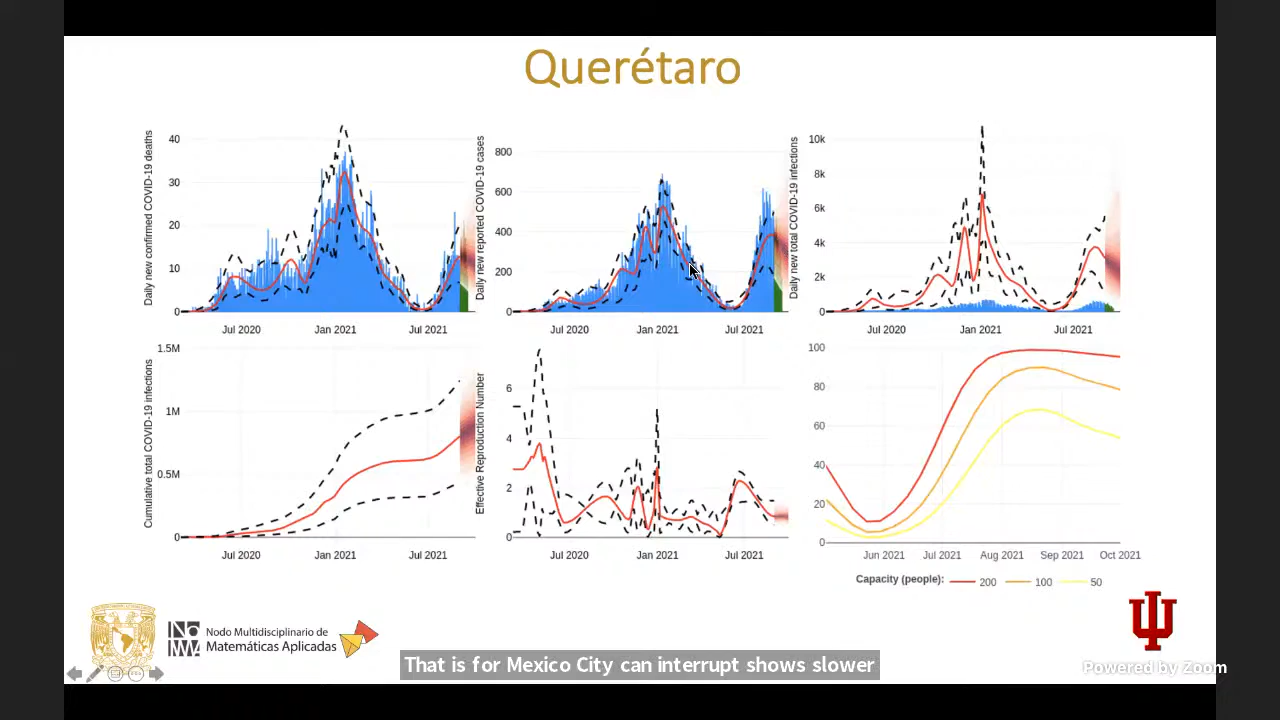 Querétaro
Daily new confirmed COVID-19 deaths
40
30
20
10
0
Jul 2020
Jan 2021
Jul 2021
Daily new reported COVID-19 cases
800
600
400
200
0
Jul 2020
Jan 2021
Jul 2021
Daily new total COVID-19 infections
10k
8k
6k
4k
2k
0
Jul 2020
Jan 2021
Jul 2021
Cumulative total COVID-19 infections
1.5M
1M
0.5M
0
Jul 2020
Jan 2021
Jul 2021
Effective Reproduction Number
6
4
2
0
Jul 2020
Jan 2021
Jul 2021
100
80
60
40
20
0
Jun 2021
Jul 2021
Aug 2021
Sep 2021
Oct 2021
Capacity (people): 200 100 50
Nodo Multidisciplinario de
Matemáticas Aplicadas
That is for Mexico City can interrupt shows slower
Powered by Zoom